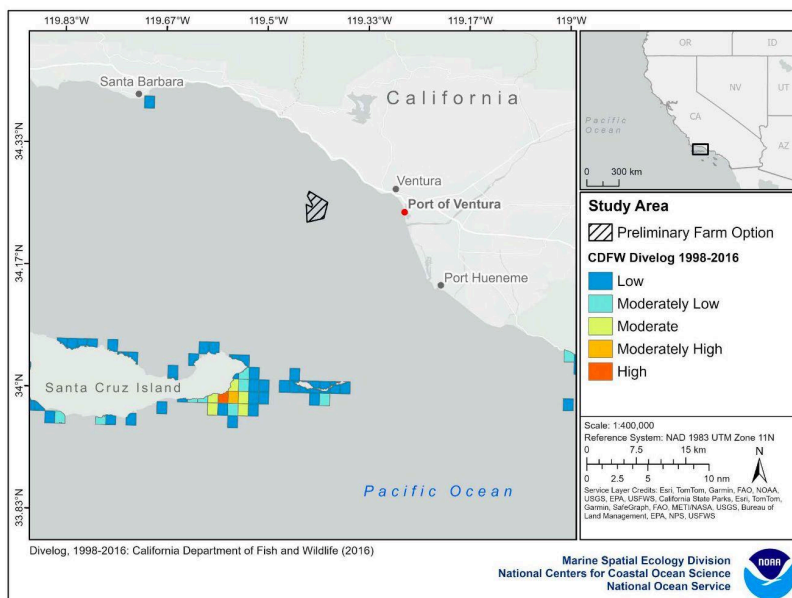 119.83°W 119.67°W 119.5°W 119.33°W 119.17°W 119°W
34.33°N
34.17°N
34°N
33.83°N
Santa Barbara
California
Ventura
Port of Ventura
Port Hueneme
Santa Cruz Island
Pacific Ocean
OR ID
NV UT
CA
AZ
Pacific
Ocean
0 300 km
Study Area
Preliminary Farm Option
CDFW Divelog 1998-2016
Low
Moderately Low
Moderate
Moderately High
High
Scale: 1:400,000
Reference System: NAD 1983 UTM Zone 11N
0 7.5 15 km
N
0 2.5 5 10 nm
Service Layer Credits: Esri, TomTom, Garmin, FAO, NOAA,
USGS, EPA, USFWS, California State Parks, Esri, TomTom,
Garmin, SafeGraph, FAO, METI/NASA, USGS, Bureau of
Land Management, EPA, NPS, USFWS
Divelog, 1998-2016: California Department of Fish and Wildlife (2016)
Marine Spatial Ecology Division
National Centers for Coastal Ocean Science
National Ocean Service
NOAA